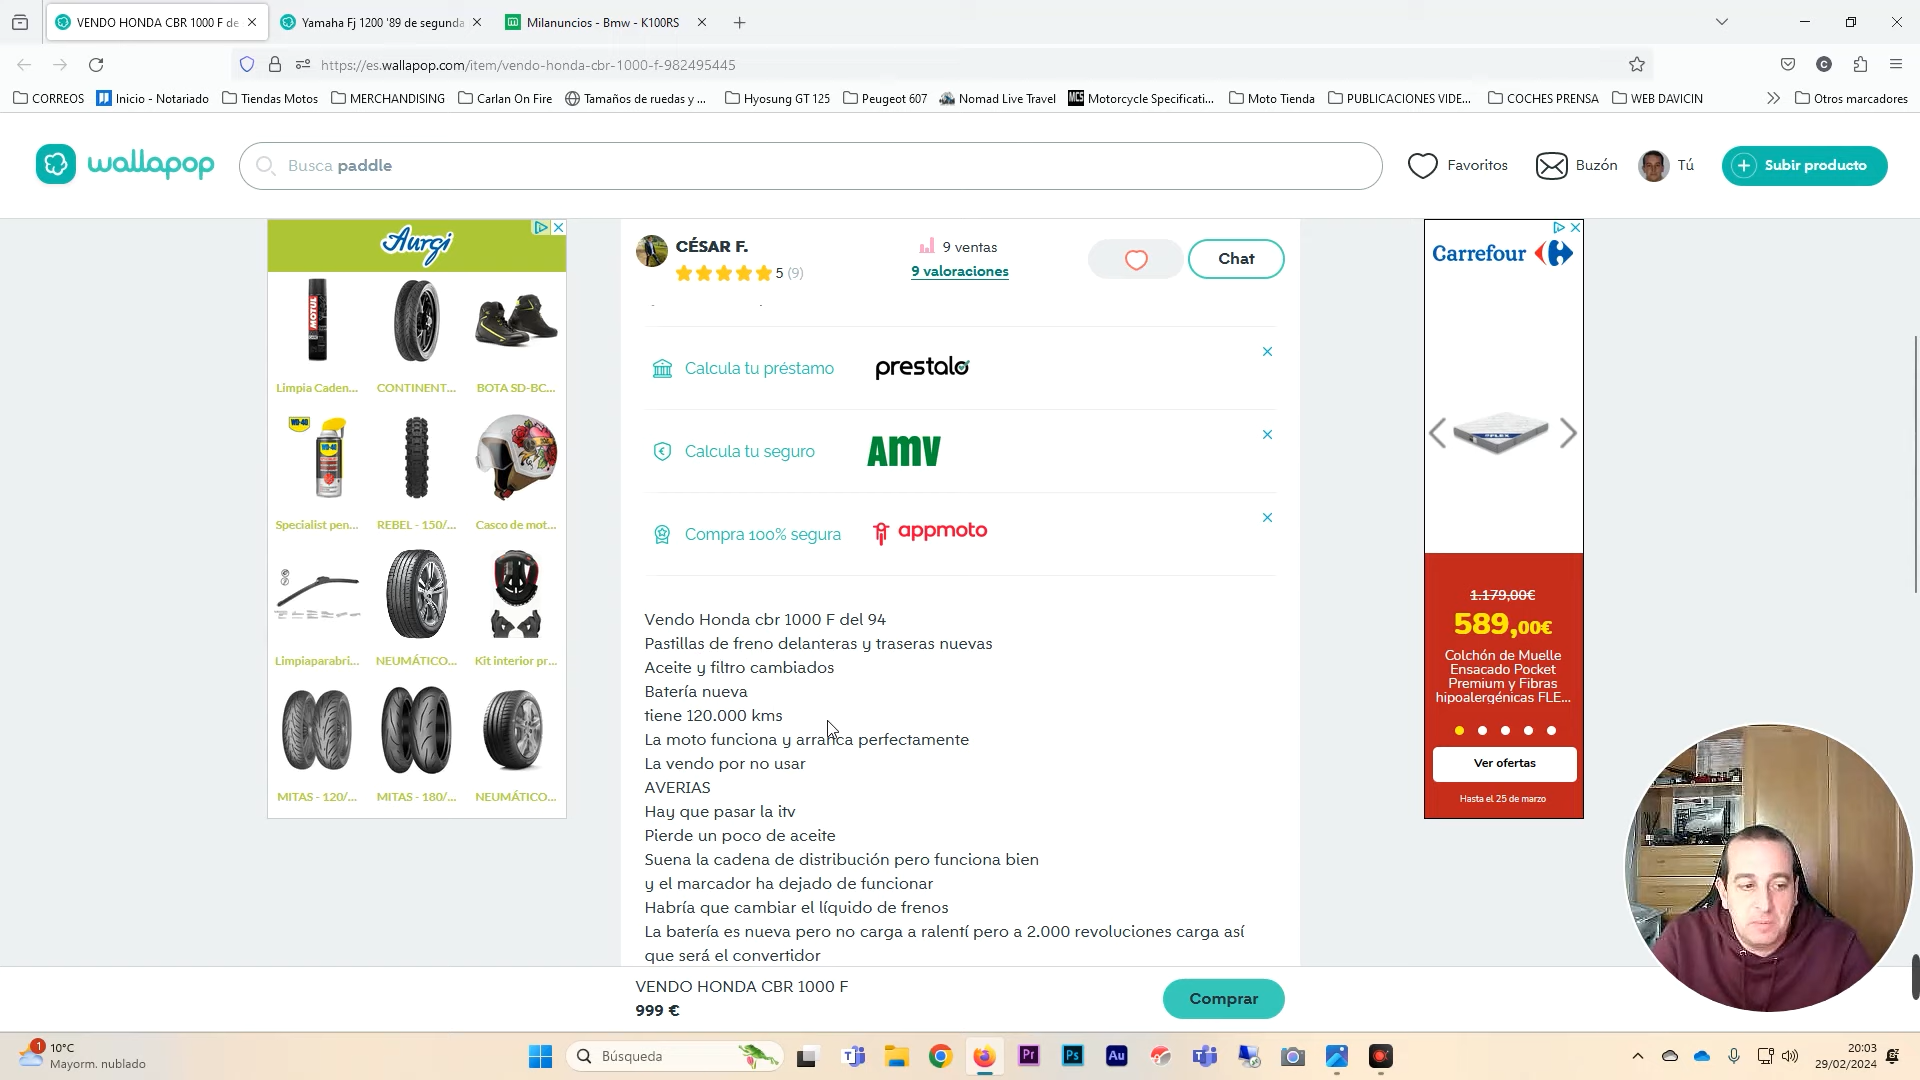 VENDO HONDA CBR 1000 F de
Yamaha Fj 1200 '89 de segunda
Milanuncios - Bmw - K100RS
https://es.wallapop.com/item/vendo-honda-cbr-1000-f-982495445
CORREOS
Inicio - Notariado
Tiendas Motos
MERCHANDISING
Carlan On Fire
Tamaños de ruedas y ...
Hyosung GT 125
Peugeot 607
Nomad Live Travel
Motorcycle Specificati...
Moto Tienda
PUBLICACIONES VIDE...
COCHES PRENSA
WEB DAVICIN
Otros marcadores
wallapop
Busca paddle
Favoritos
Buzón
Tú
Subir producto
Aurgi
MOTUL
Limpia Caden...
CONTINENT...
BOTA SD-BC...
WD-40
Specialist pen...
REBEL - 150/...
Casco de mot...
Limpiaparabri...
NEUMÁTICO...
Kit interior pr...
MITAS - 120/...
MITAS - 180/...
NEUMÁTICO...
CÉSAR F.
5 (9)
9 ventas
9 valoraciones
Chat
Calcula tu préstamo
prestalo
Calcula tu seguro
AMV
Compra 100% segura
appmoto
Vendo Honda cbr 1000 F del 94
Pastillas de freno delanteras y traseras nuevas
Aceite y filtro cambiados
Batería nueva
tiene 120.000 kms
La moto funciona y arranca perfectamente
La vendo por no usar
AVERIAS
Hay que pasar la itv
Pierde un poco de aceite
Suena la cadena de distribución pero funciona bien
y el marcador ha dejado de funcionar
Habría que cambiar el líquido de frenos
La batería es nueva pero no carga a ralentí pero a 2.000 revoluciones carga así
que será el convertidor
VENDO HONDA CBR 1000 F
999 €
Comprar
Carrefour
FLEX
1.179,00€
589,00€
Colchón de Muelle
Ensacado Pocket
Premium y Fibras
hipoalergénicas FLE...
Ver ofertas
Hasta el 25 de marzo
1
10°C
Mayorm. nublado
Búsqueda
Pr
Ps
Au
20:03
29/02/2024